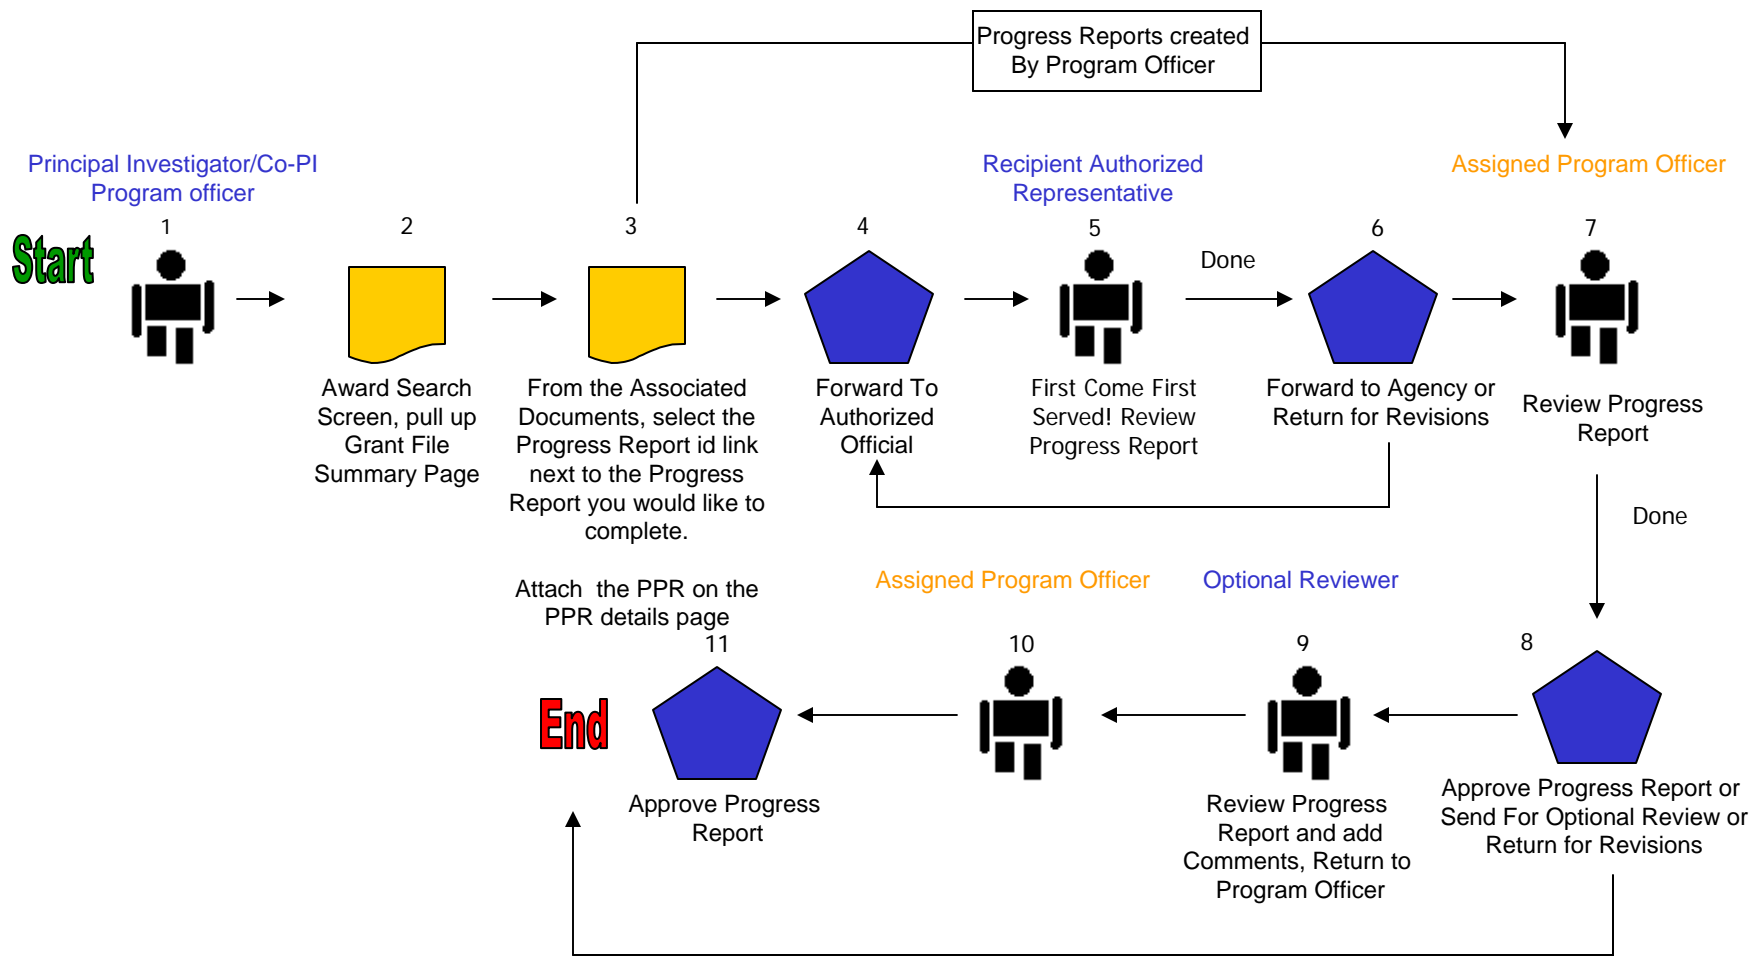 Progress Reports created
By Program Officer
Principal Investigator/Co-PI
Program officer
Recipient Authorized
Representative
Assigned Program Officer
Start
1
2
3
4
5
6
7
Done
Award Search
Screen, pull up
Grant File
Summary Page
From the Associated
Documents, select the
Progress Report id link
next to the Progress
Report you would like to
complete.
Attach  the PPR on the
PPR details page
Forward To
Authorized
Official
First Come First
Served! Review
Progress Report
Forward to Agency or
Return for Revisions
Review Progress
Report
Done
Assigned Program Officer
Optional Reviewer
11
10
9
8
End
Approve Progress
Report
Review Progress
Report and add
Comments, Return to
Program Officer
Approve Progress Report or
Send For Optional Review or
Return for Revisions